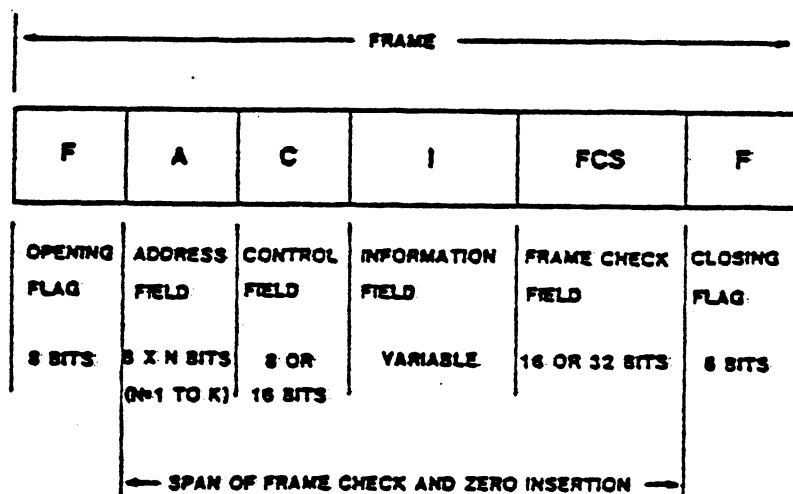 FRAME
F A C I FCS F
OPENING ADDRESS CONTROL INFORMATION FRAME CHECK CLOSING
FLAG FIELD FIELD FIELD FIELD FLAG
8 BITS 8 X N BITS 8 OR VARIABLE 16 OR 32 BITS 8 BITS
(N=1 TO K) 16 BITS
SPAN OF FRAME CHECK AND ZERO INSERTION